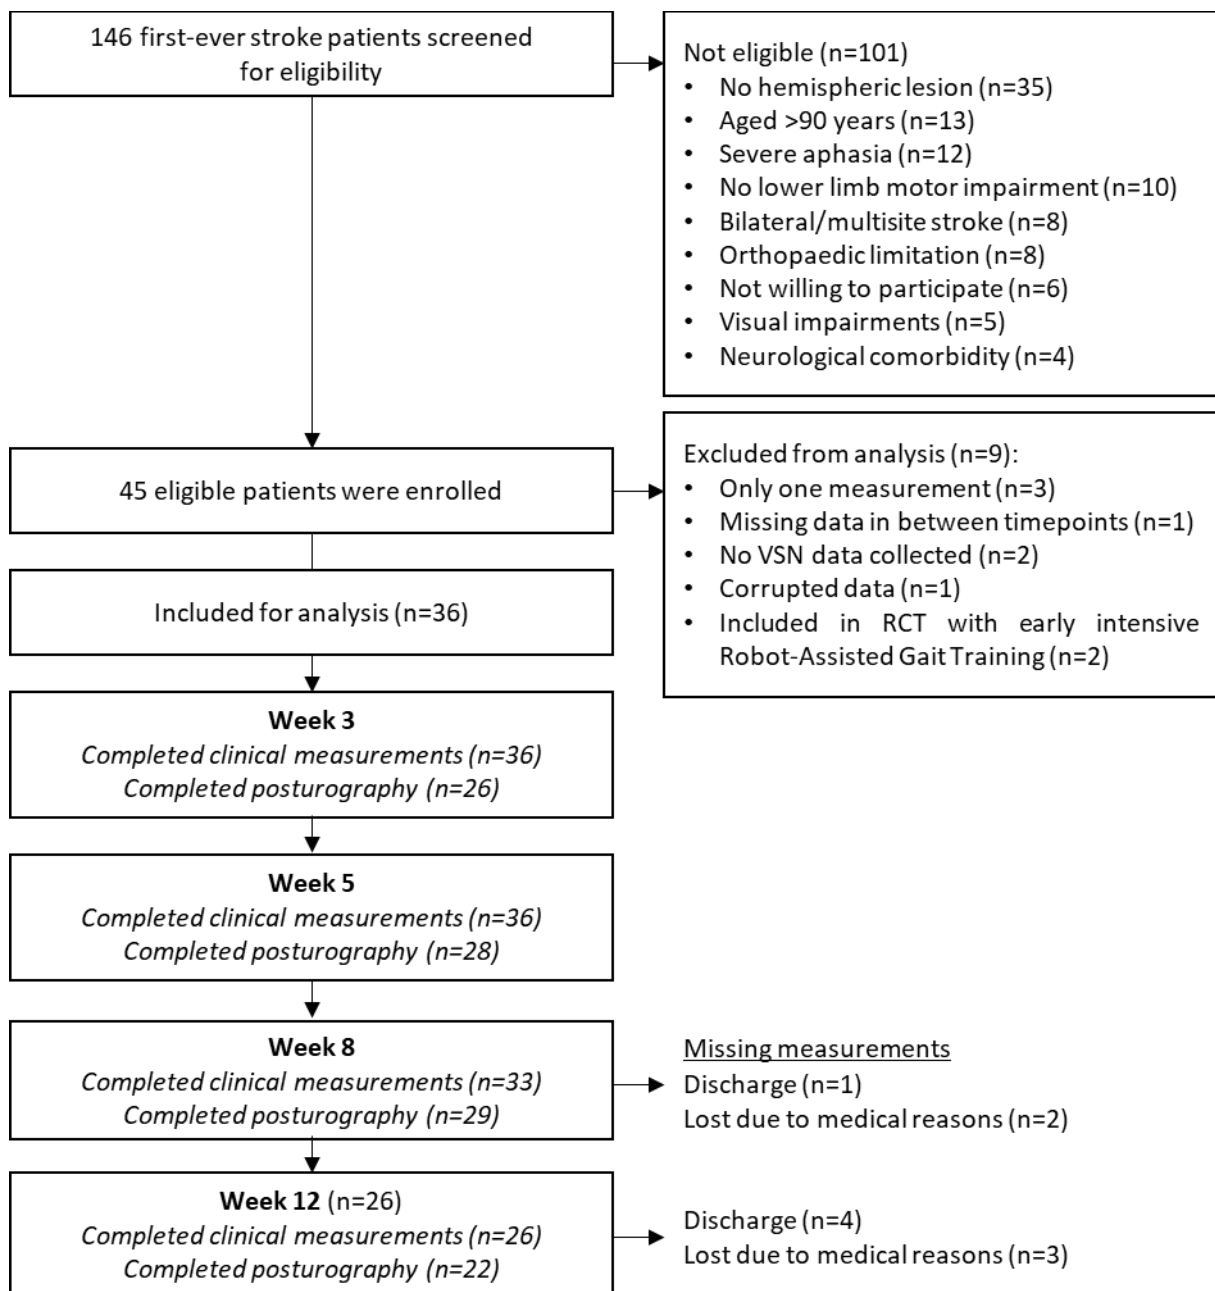 146 first-ever stroke patients screened
for eligibility
Not eligible (n=101)
• No hemispheric lesion (n=35)
• Aged >90 years (n=13)
• Severe aphasia (n=12)
• No lower limb motor impairment (n=10)
• Bilateral/multisite stroke (n=8)
• Orthopaedic limitation (n=8)
• Not willing to participate (n=6)
• Visual impairments (n=5)
• Neurological comorbidity (n=4)
45 eligible patients were enrolled
Excluded from analysis (n=9):
• Only one measurement (n=3)
• Missing data in between timepoints (n=1)
• No VSN data collected (n=2)
• Corrupted data (n=1)
• Included in RCT with early intensive
Robot-Assisted Gait Training (n=2)
Included for analysis (n=36)
Week 3
Completed clinical measurements (n=36)
Completed posturography (n=26)
Week 5
Completed clinical measurements (n=36)
Completed posturography (n=28)
Week 8
Completed clinical measurements (n=33)
Completed posturography (n=29)
Missing measurements
Discharge (n=1)
Lost due to medical reasons (n=2)
Week 12 (n=26)
Completed clinical measurements (n=26)
Completed posturography (n=22)
Discharge (n=4)
Lost due to medical reasons (n=3)